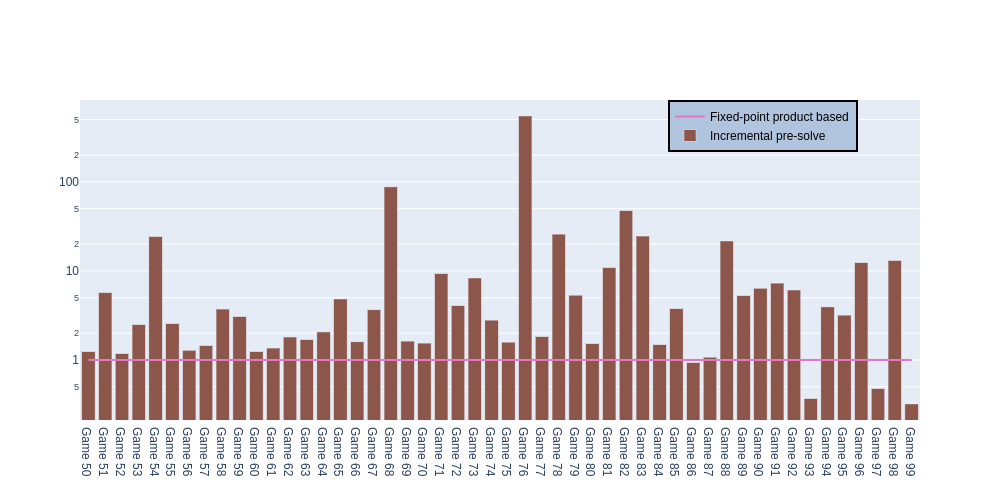 Fixed-point product based
Incremental pre-solve
5
2
100
5
2
10
5
2
1
5
Game 50
Game 51
Game 52
Game 53
Game 54
Game 55
Game 56
Game 57
Game 58
Game 59
Game 60
Game 61
Game 62
Game 63
Game 64
Game 65
Game 66
Game 67
Game 68
Game 69
Game 70
Game 71
Game 72
Game 73
Game 74
Game 75
Game 76
Game 77
Game 78
Game 79
Game 80
Game 81
Game 82
Game 83
Game 84
Game 85
Game 86
Game 87
Game 88
Game 89
Game 90
Game 91
Game 92
Game 93
Game 94
Game 95
Game 96
Game 97
Game 98
Game 99